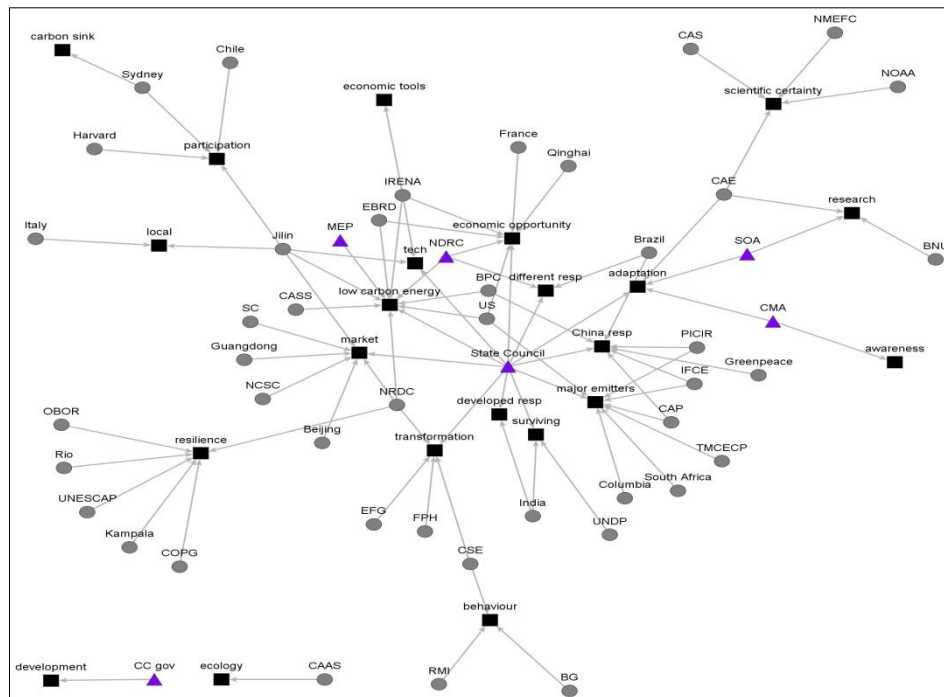 NMEFC
carbon sink
Chile
CAS
Sydney
NOAA
economic tools
scientific certainty
France
Harvard
participation
Qinghai
IRENA
CAE
EBRD
research
Italy
MEP
economic opportunity
local
Jilin
NDRC
Brazil
SOA
BNU
tech
BPC
different resp
adaptation
CASS
low carbon energy
US
CMA
SC
market
China resp
PICIR
Guangdong
State Council
awareness
IFCE
Greenpeace
NCSC
NRDC
major emitters
developed resp
OBOR
Beijing
surviving
CAP
resilience
transformation
Rio
TMCECP
South Africa
UNESCAP
Columbia
EFG
India
FPH
UNDP
Kampala
COPG
CSE
behaviour
development
CC gov
ecology
CAAS
RMI
BG